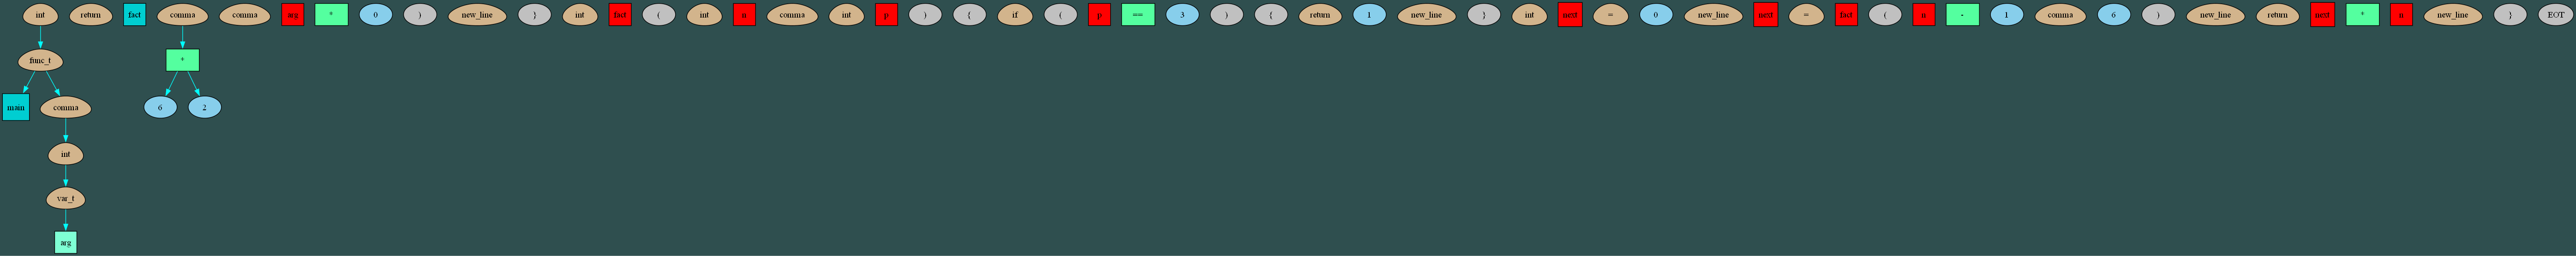 int return fact comma comma arg * 0 ) new_line } int fact ( int n comma int p ) { if ( p == 3 ) { return 1 new_line } int next = 0 new_line next = fact ( n - 1 comma 6 ) new_line return next * n new_line } EOT
func_t *
main comma 6 2
int
var_t
arg